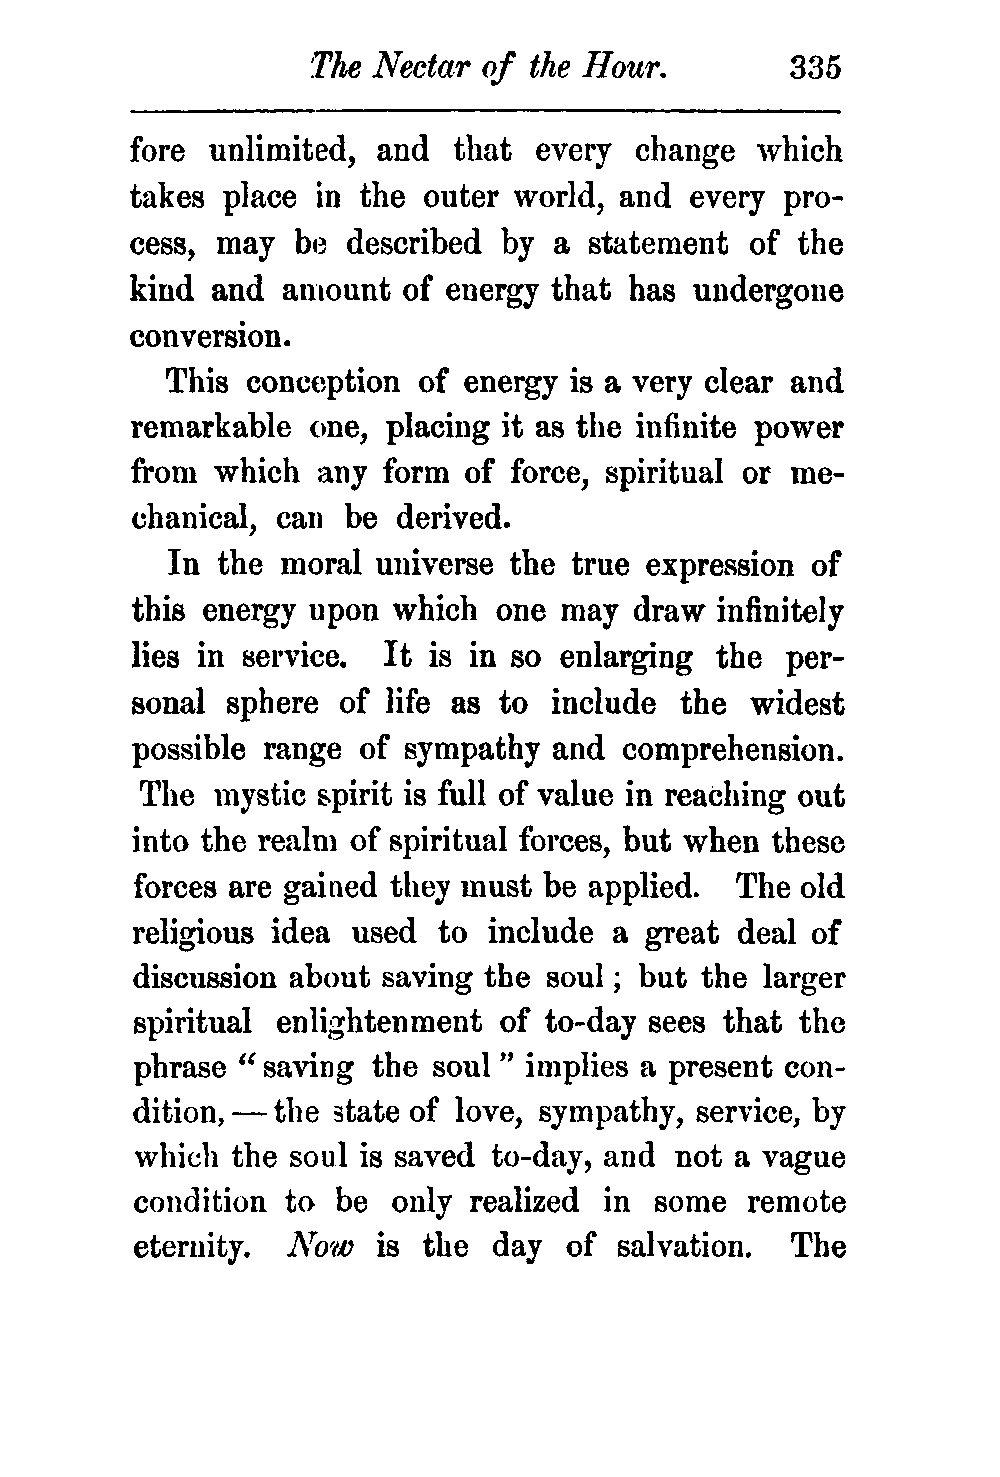 The Nectar of the Hour. 335
fore unlimited, and that every change which
takes place in the outer world, and every pro-
cess, may be described by a statement of the
kind and amount of energy that has undergone
conversion.
This conception of energy is a very clear and
remarkable one, placing it as the infinite power
from which any form of force, spiritual or me-
chanical, can be derived.
In the moral universe the true expression of
this energy upon which one may draw infinitely
lies in service. It is in so enlarging the per-
sonal sphere of life as to include the widest
possible range of sympathy and comprehension.
The mystic spirit is full of value in reaching out
into the realm of spiritual forces, but when these
forces are gained they must be applied. The old
religious idea used to include a great deal of
discussion about saving the soul ; but the larger
spiritual enlightenment of to-day sees that the
phrase “ saving the soul ” implies a present con-
dition, — the state of love, sympathy, service, by
which the soul is saved to-day, and not a vague
condition to be only realized in some remote
eternity. Now is the day of salvation. The